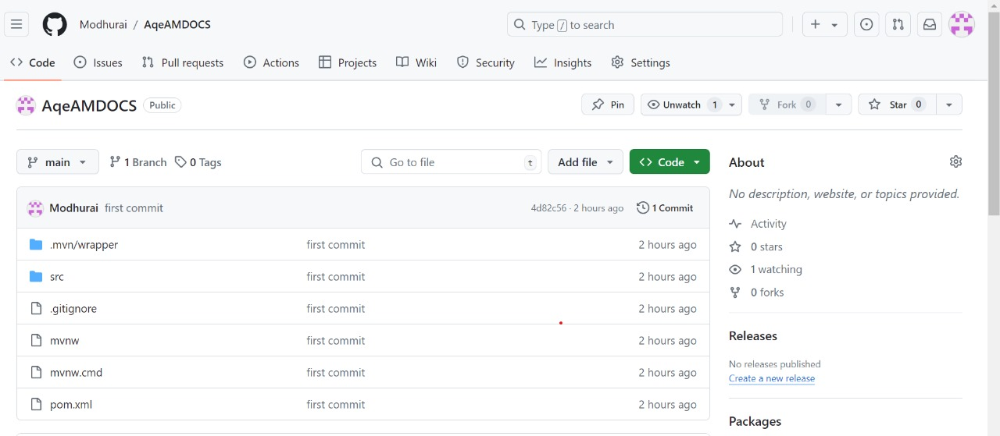 Modhurai / AqeAMDOCS
Type / to search
Code Issues Pull requests Actions Projects Wiki Security Insights Settings
AqeAMDOCS Public
Pin Unwatch 1 Fork 0 Star 0
main 1 Branch 0 Tags
Go to file t Add file Code
Modhurai first commit 4d82c56 · 2 hours ago 1 Commit
.mvn/wrapper first commit 2 hours ago
src first commit 2 hours ago
.gitignore first commit 2 hours ago
mvnw first commit 2 hours ago
mvnw.cmd first commit 2 hours ago
pom.xml first commit 2 hours ago
About
No description, website, or topics provided.
Activity
0 stars
1 watching
0 forks
Releases
No releases published
Create a new release
Packages